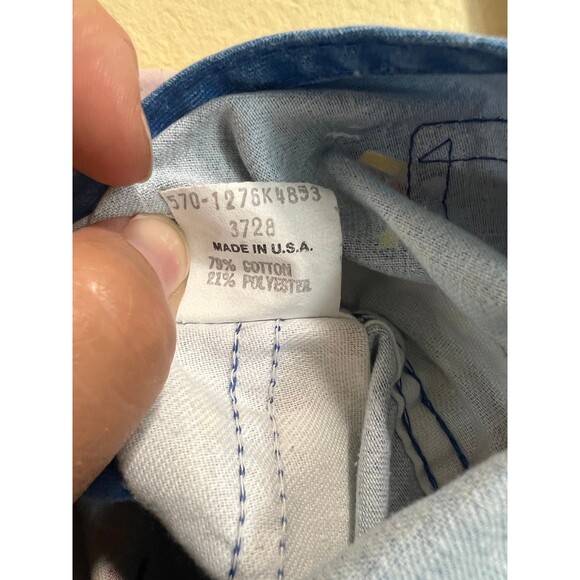 570-1276K4853
3728
MADE IN U.S.A.
79% COTTON
21% POLYESTER